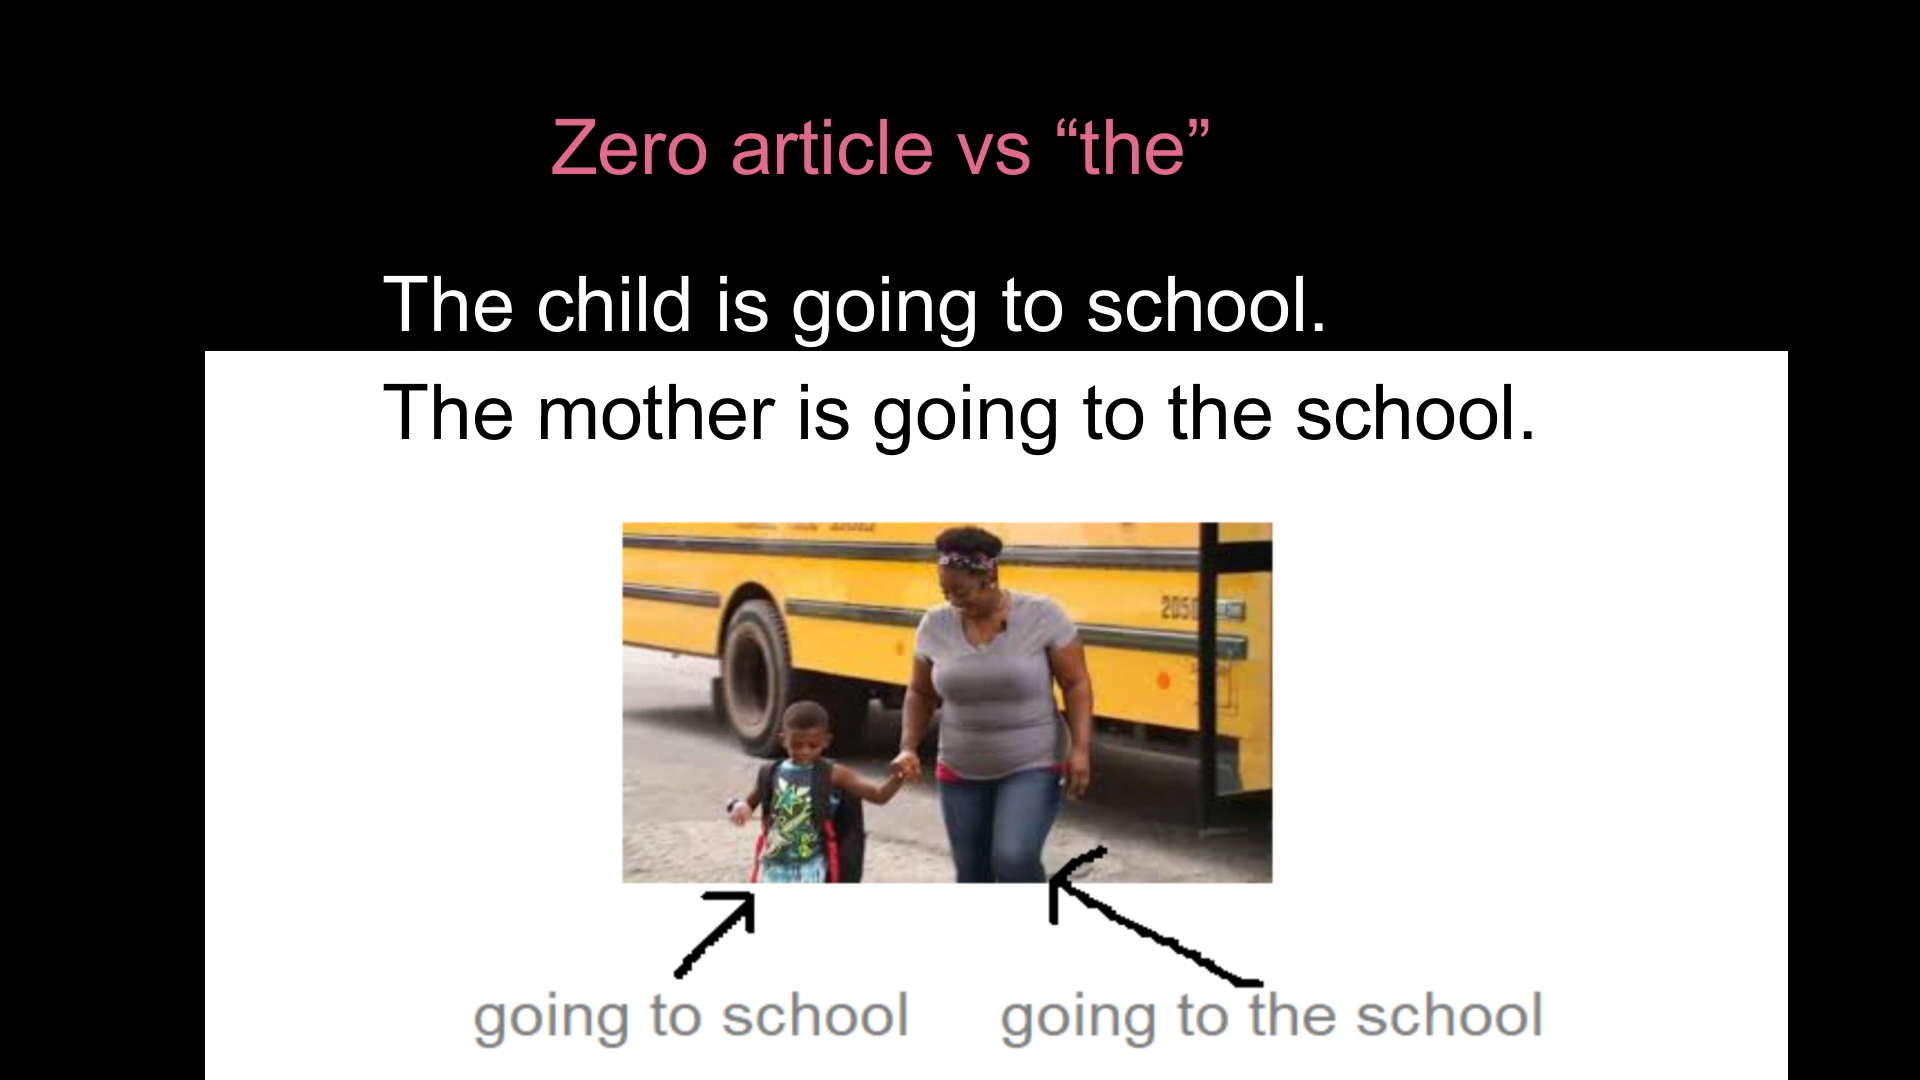 Zero article vs “the”
The child is going to school.
The mother is going to the school.
2050
going to school
going to the school